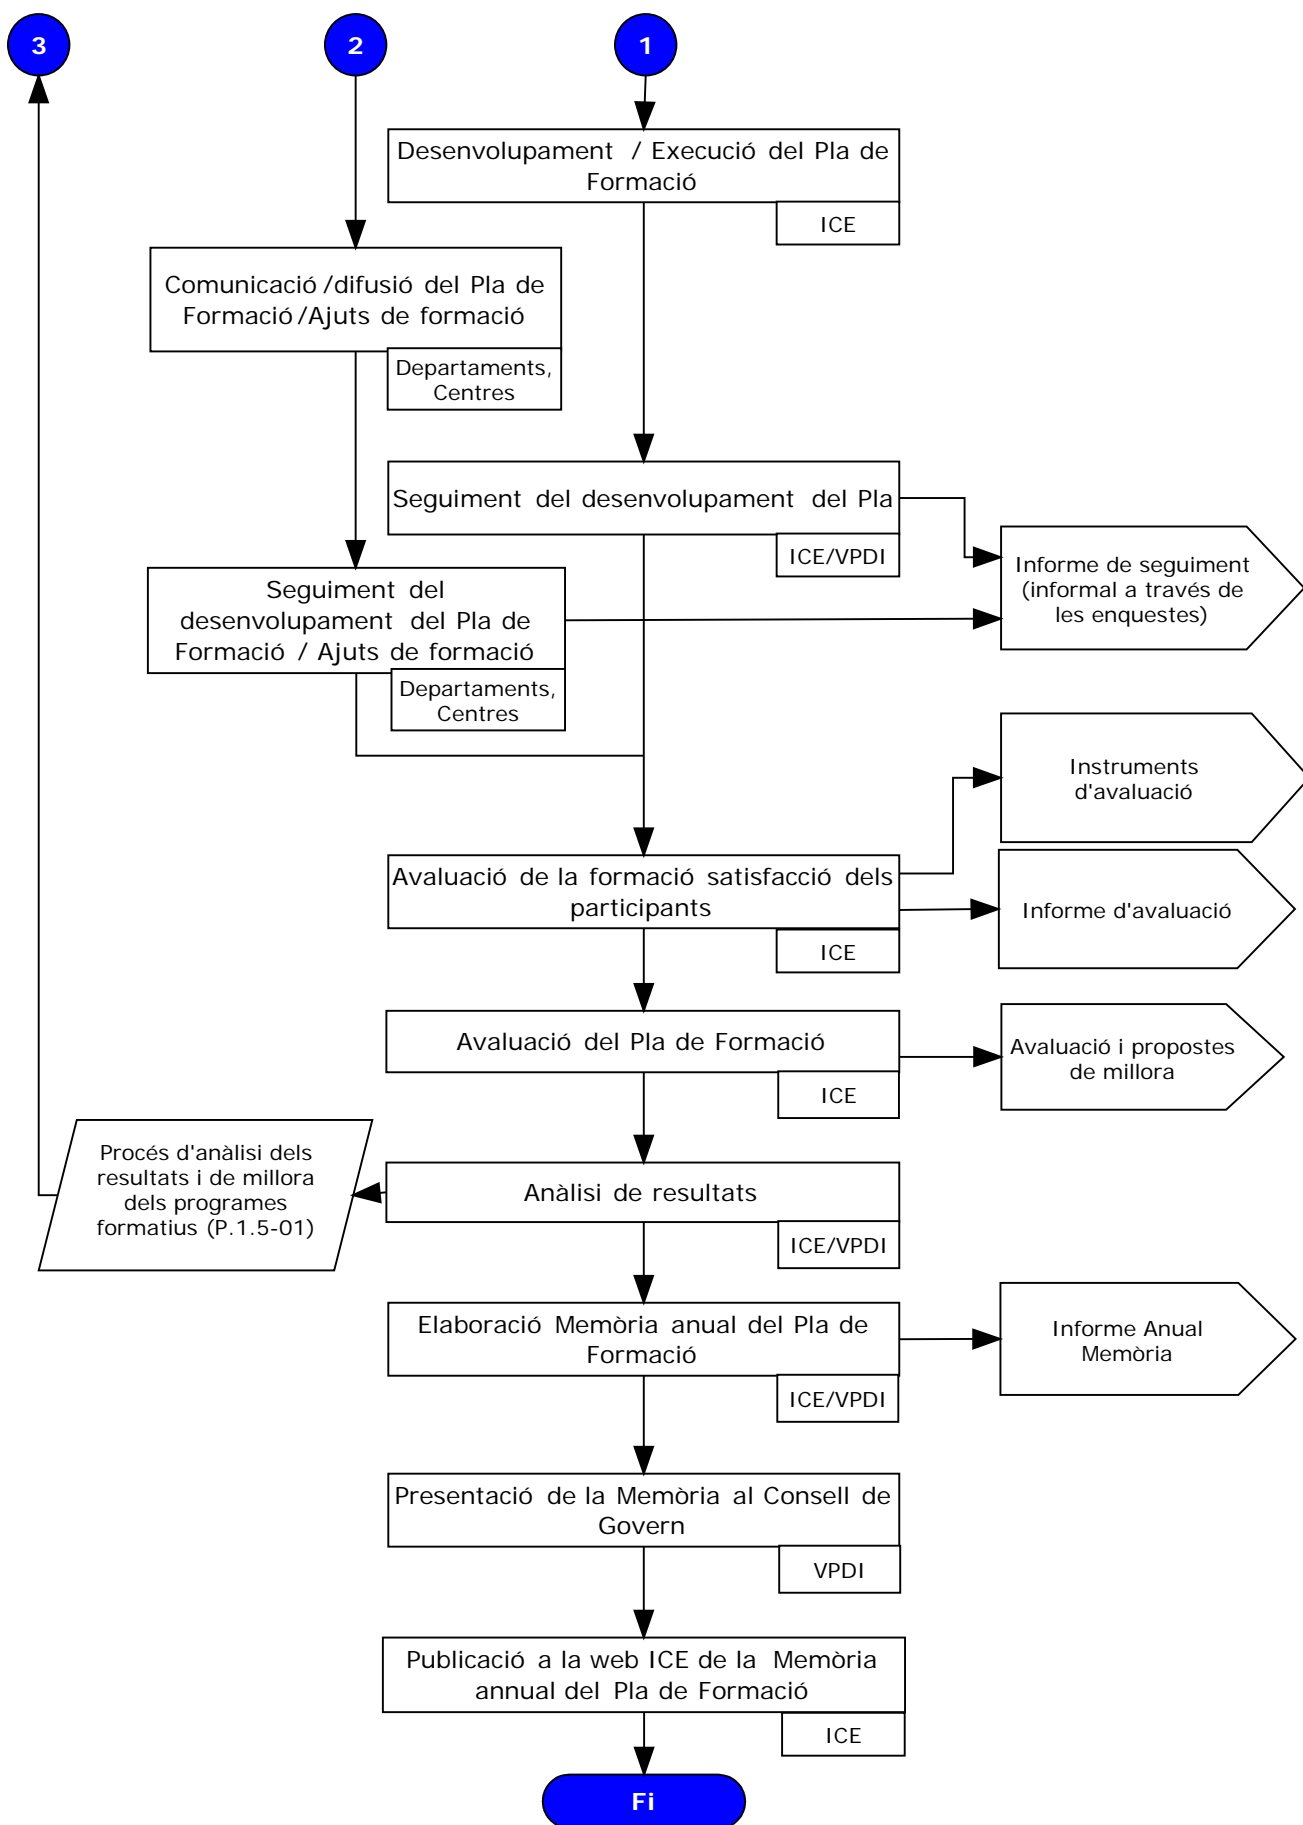 3
2
1
Desenvolupament / Execució del Pla de
Formació
ICE
Comunicació /difusió del Pla de
Formació /Ajuts de formació
Departaments,
Centres
Seguiment del desenvolupament del Pla
ICE/VPDI
Informe de seguiment
(informal a través de
les enquestes)
Seguiment del
desenvolupament del Pla de
Formació / Ajuts de formació
Departaments,
Centres
Instruments
d'avaluació
Avaluació de la formació satisfacció dels
participants
ICE
Informe d'avaluació
Avaluació del Pla de Formació
ICE
Avaluació i propostes
de millora
Procés d'anàlisi dels
resultats i de millora
dels programes
formatius (P.1.5-01)
Anàlisi de resultats
ICE/VPDI
Elaboració Memòria anual del Pla de
Formació
ICE/VPDI
Informe Anual
Memòria
Presentació de la Memòria al Consell de
Govern
VPDI
Publicació a la web ICE de la Memòria
annual del Pla de Formació
ICE
Fi